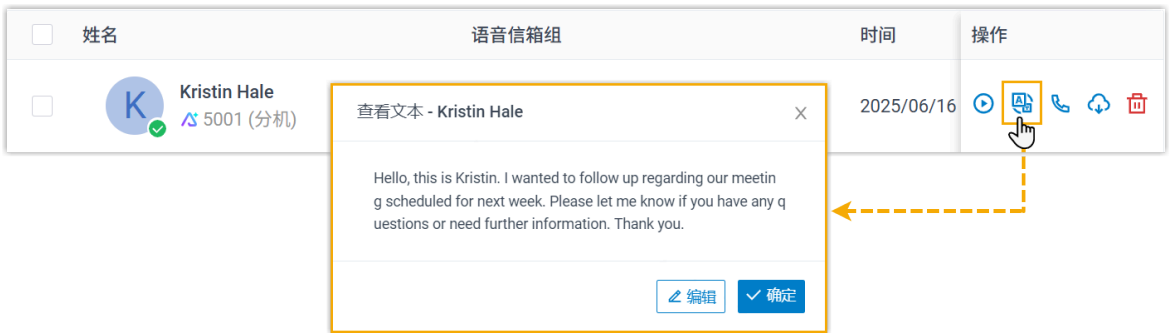 姓名 语音信箱组 时间 操作
K
Kristin Hale
5001 (分机)
2025/06/16
查看文本 - Kristin Hale
Hello, this is Kristin. I wanted to follow up regarding our meetin
g scheduled for next week. Please let me know if you have any q
uestions or need further information. Thank you.
编辑 确定